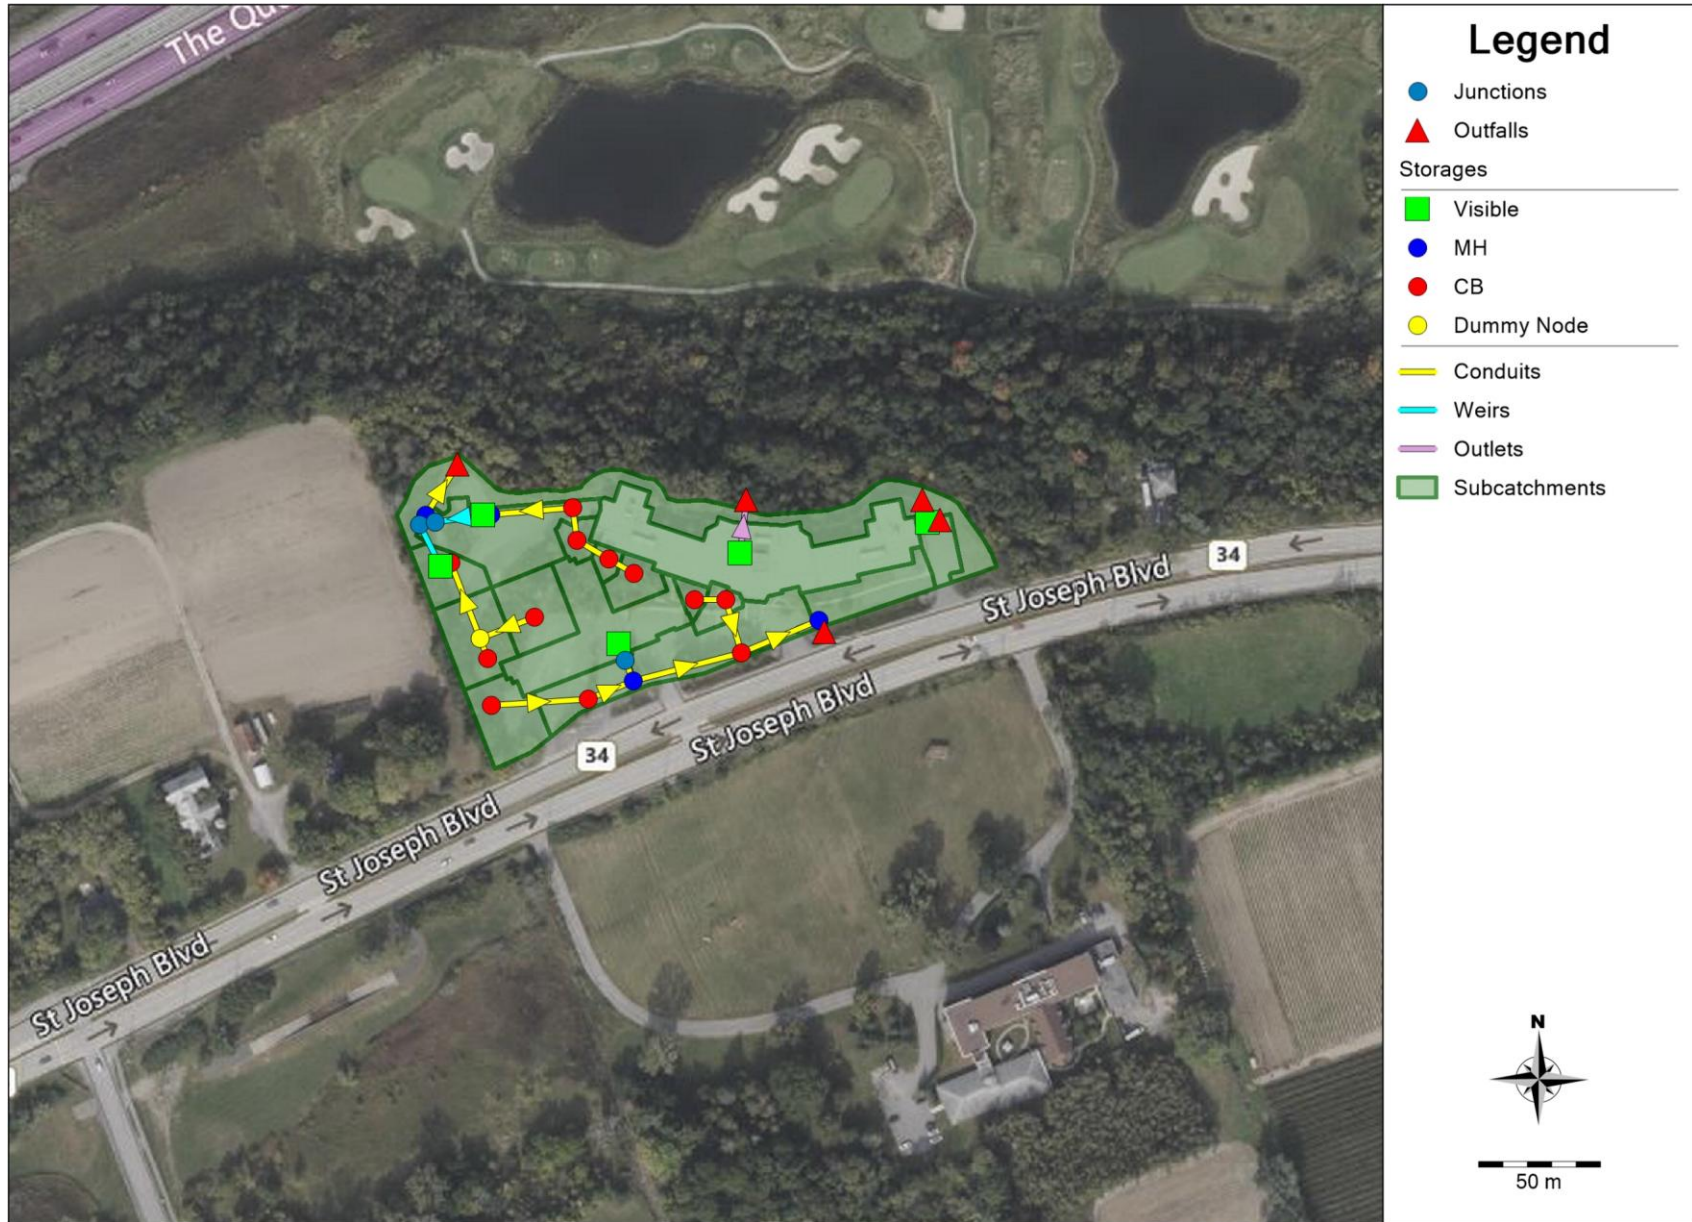 The Que
Legend
Junctions
Outfalls
Storages
Visible
MH
CB
Dummy Node
Conduits
Weirs
Outlets
Subcatchments
34
St Joseph Blvd
St Joseph Blvd
34
St Joseph Blvd
St Joseph Blvd
N
50 m